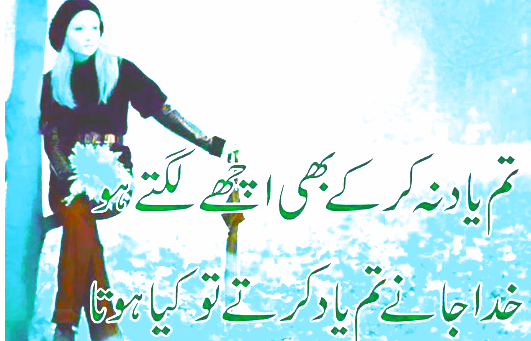 تم یاد نہ کر کے بھی اچھے لگتے ہو
خدا جانے تم یاد کرتے تو کیا ہوتا